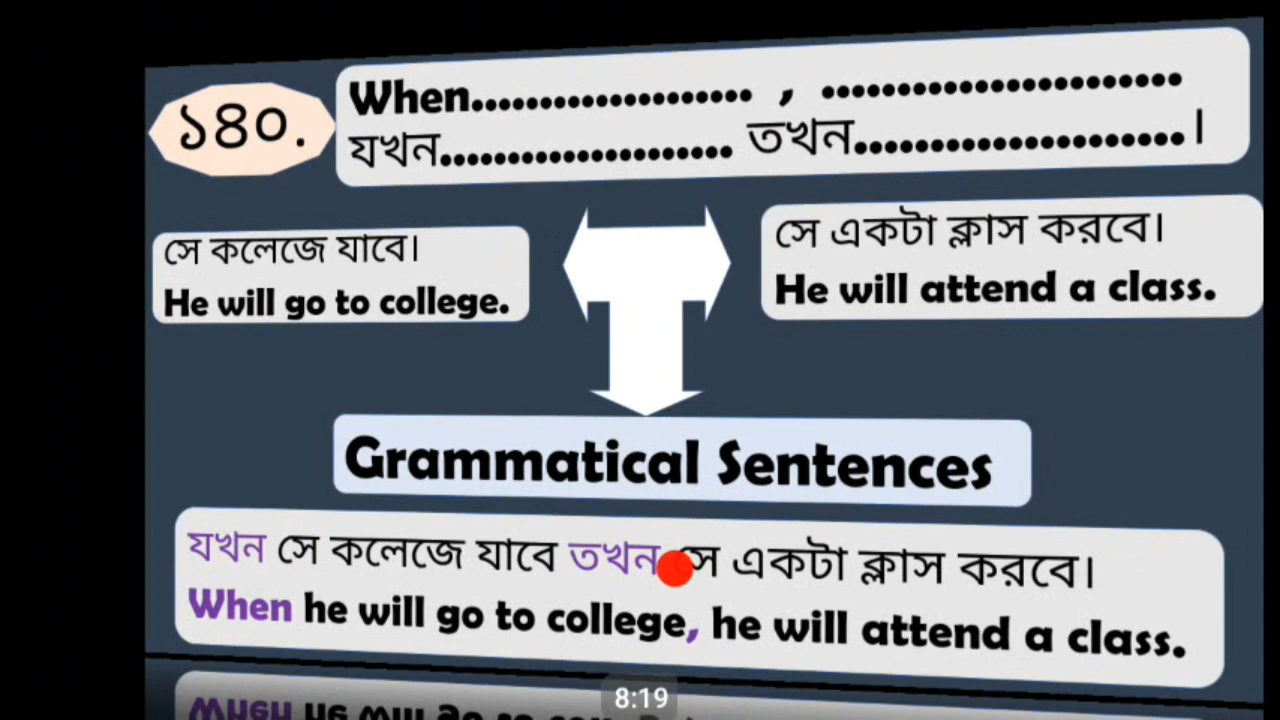 ১৪০.
When...................... , .............................
যখন........................ তখন...........................।
সে কলেজে যাবে।
He will go to college.
সে একটা ক্লাস করবে।
He will attend a class.
Grammatical Sentences
যখন সে কলেজে যাবে তখন সে একটা ক্লাস করবে।
When he will go to college, he will attend a class.
8:19